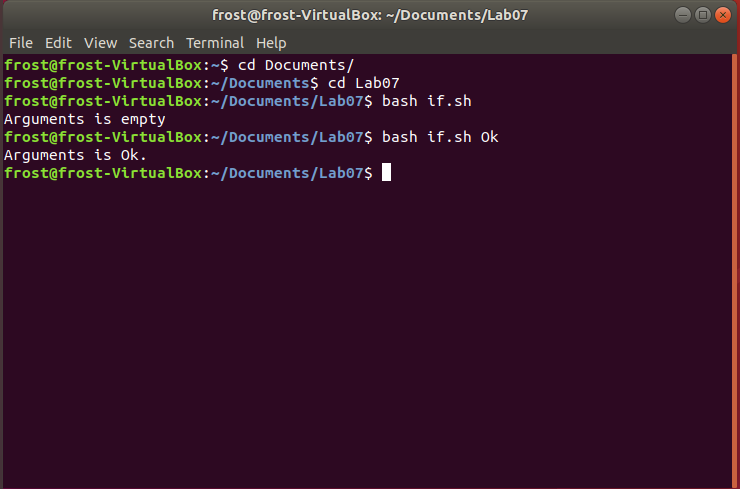 frost@frost-VirtualBox: ~/Documents/Lab07
File Edit View Search Terminal Help
frost@frost-VirtualBox:~$ cd Documents/
frost@frost-VirtualBox:~/Documents$ cd Lab07
frost@frost-VirtualBox:~/Documents/Lab07$ bash if.sh
Arguments is empty
frost@frost-VirtualBox:~/Documents/Lab07$ bash if.sh Ok
Arguments is Ok.
frost@frost-VirtualBox:~/Documents/Lab07$